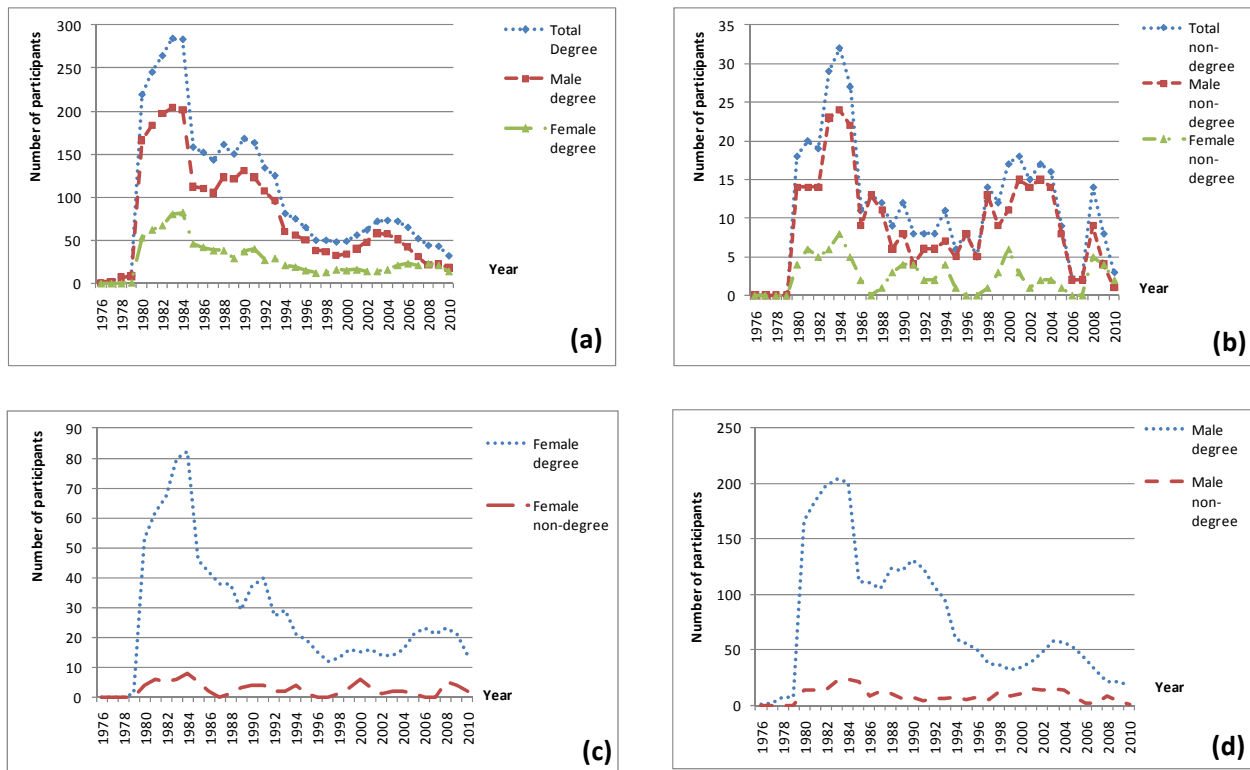 Number of participants
300
250
200
150
100
50
0
1976
1978
1980
1982
1984
1986
1988
1990
1992
1994
1996
1998
2000
2002
2004
2006
2008
2010
Year
Total
Degree
Male
degree
Female
degree
(a)
Number of participants
35
30
25
20
15
10
5
0
1976
1978
1980
1982
1984
1986
1988
1990
1992
1994
1996
1998
2000
2002
2004
2006
2008
2010
Year
Total
non-
degree
Male
non-
degree
Female
non-
degree
(b)
Number of participants
90
80
70
60
50
40
30
20
10
0
1976
1978
1980
1982
1984
1986
1988
1990
1992
1994
1996
1998
2000
2002
2004
2006
2008
2010
Year
Female
degree
Female
non-degree
(c)
Number of participants
250
200
150
100
50
0
1976
1978
1980
1982
1984
1986
1988
1990
1992
1994
1996
1998
2000
2002
2004
2006
2008
2010
Year
Male
degree
Male
non-
degree
(d)